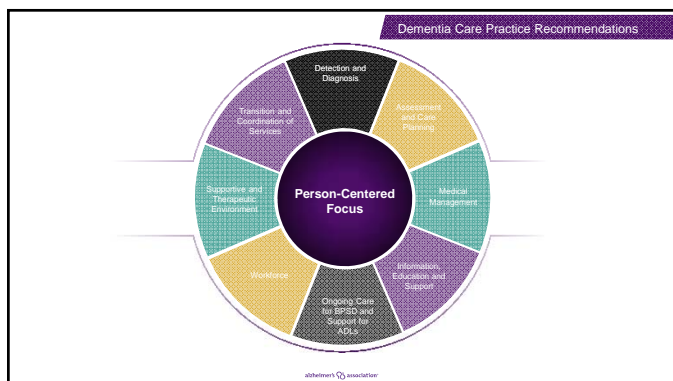 Dementia Care Practice Recommendations
Detection and
Diagnosis
Assessment
and Care
Planning
Medical
Management
Information,
Education and
Support
Ongoing Care
for BPSD and
Support for
ADLs
Workforce
Supportive and
Therapeutic
Environment
Transition and
Coordination of
Services
Person-Centered
Focus
alzheimer's association